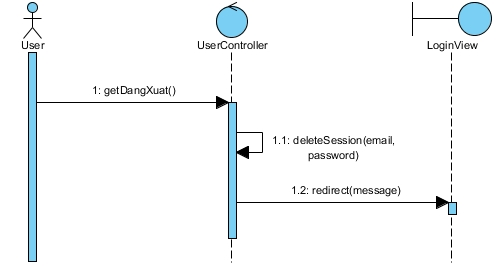 User
UserController
LoginView
1: getDangXuat()
1.1: deleteSession(email,
password)
1.2: redirect(message)